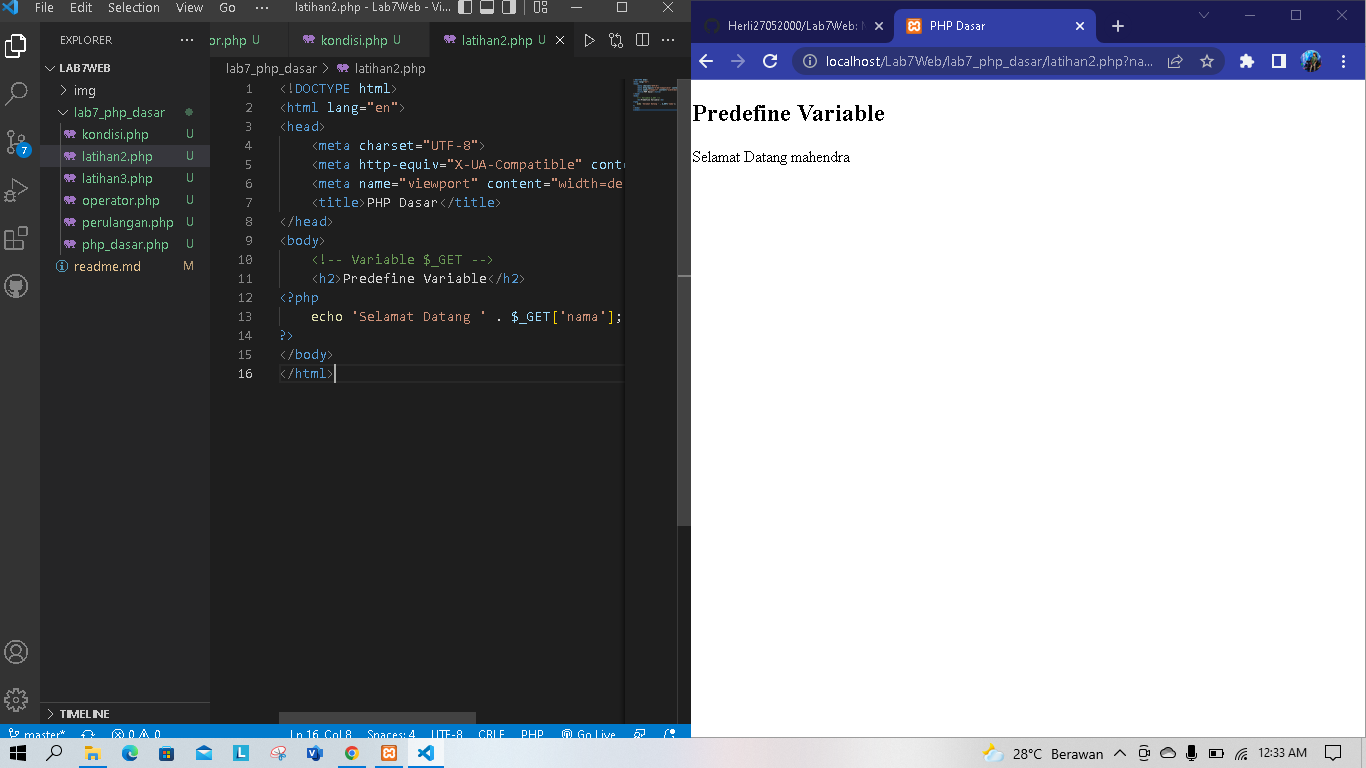 File Edit Selection View Go ··· latihan2.php - Lab7Web - Vi...
EXPLORER ···
LAB7WEB
img
lab7_php_dasar
kondisi.php U
latihan2.php U
latihan3.php U
operator.php U
perulangan.php U
php_dasar.php U
readme.md M
TIMELINE
7
or.php U kondisi.php U latihan2.php U
lab7_php_dasar > latihan2.php
1 <!DOCTYPE html>
2 <html lang="en">
3 <head>
4 <meta charset="UTF-8">
5 <meta http-equiv="X-UA-Compatible" conte
6 <meta name="viewport" content="width=de
7 <title>PHP Dasar</title>
8 </head>
9 <body>
10 <!-- Variable $_GET -->
11 <h2>Predefine Variable</h2>
12 <?php
13 echo 'Selamat Datang ' . $_GET['nama'];
14 ?>
15 </body>
16 </html>
master* 0 0 Ln 16, Col 8 Spaces: 4 UTF-8 CRLF PHP Go Live
Herli27052000/Lab7Web: PHP Dasar
localhost/Lab7Web/lab7_php_dasar/latihan2.php?na...
Predefine Variable
Selamat Datang mahendra
28°C Berawan 12:33 AM